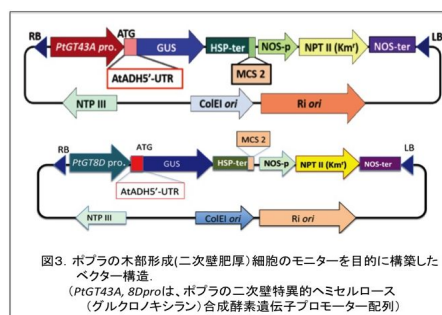 RB
PtGT43A pro.
ATG
GUS
HSP-ter
NOS-p
NPT II (Kmʳ)
NOS-ter
LB
AtADH5'-UTR
MCS 2
NTP III
ColEI ori
Ri ori
MCS 2
RB
ATG
LB
PtGT8D pro.
GUS
HSP-ter
NOS-p
NPT II (Kmʳ)
NOS-ter
AtADH5'-UTR
NTP III
ColEI ori
Ri ori
図3. ポプラの木部形成(二次壁肥厚)細胞のモニターを目的に構築した
ベクター構造.
(PtGT43A, 8Dproは、ポプラの二次壁特異的ヘミセルロース
(グルクロノキシラン)合成酵素遺伝子プロモーター配列)